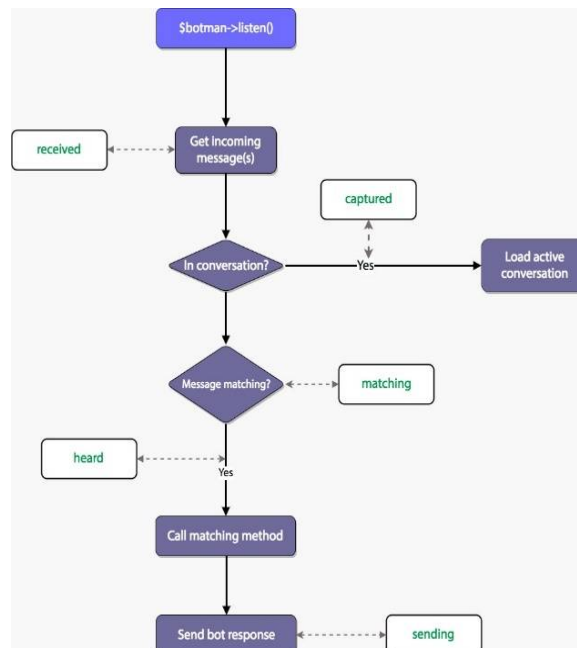 $botman->listen()
received
Get Incoming
message(s)
captured
In conversation?
Yes
Load active
conversation
Message matching?
matching
heard
Yes
Call matching method
Send bot response
sending